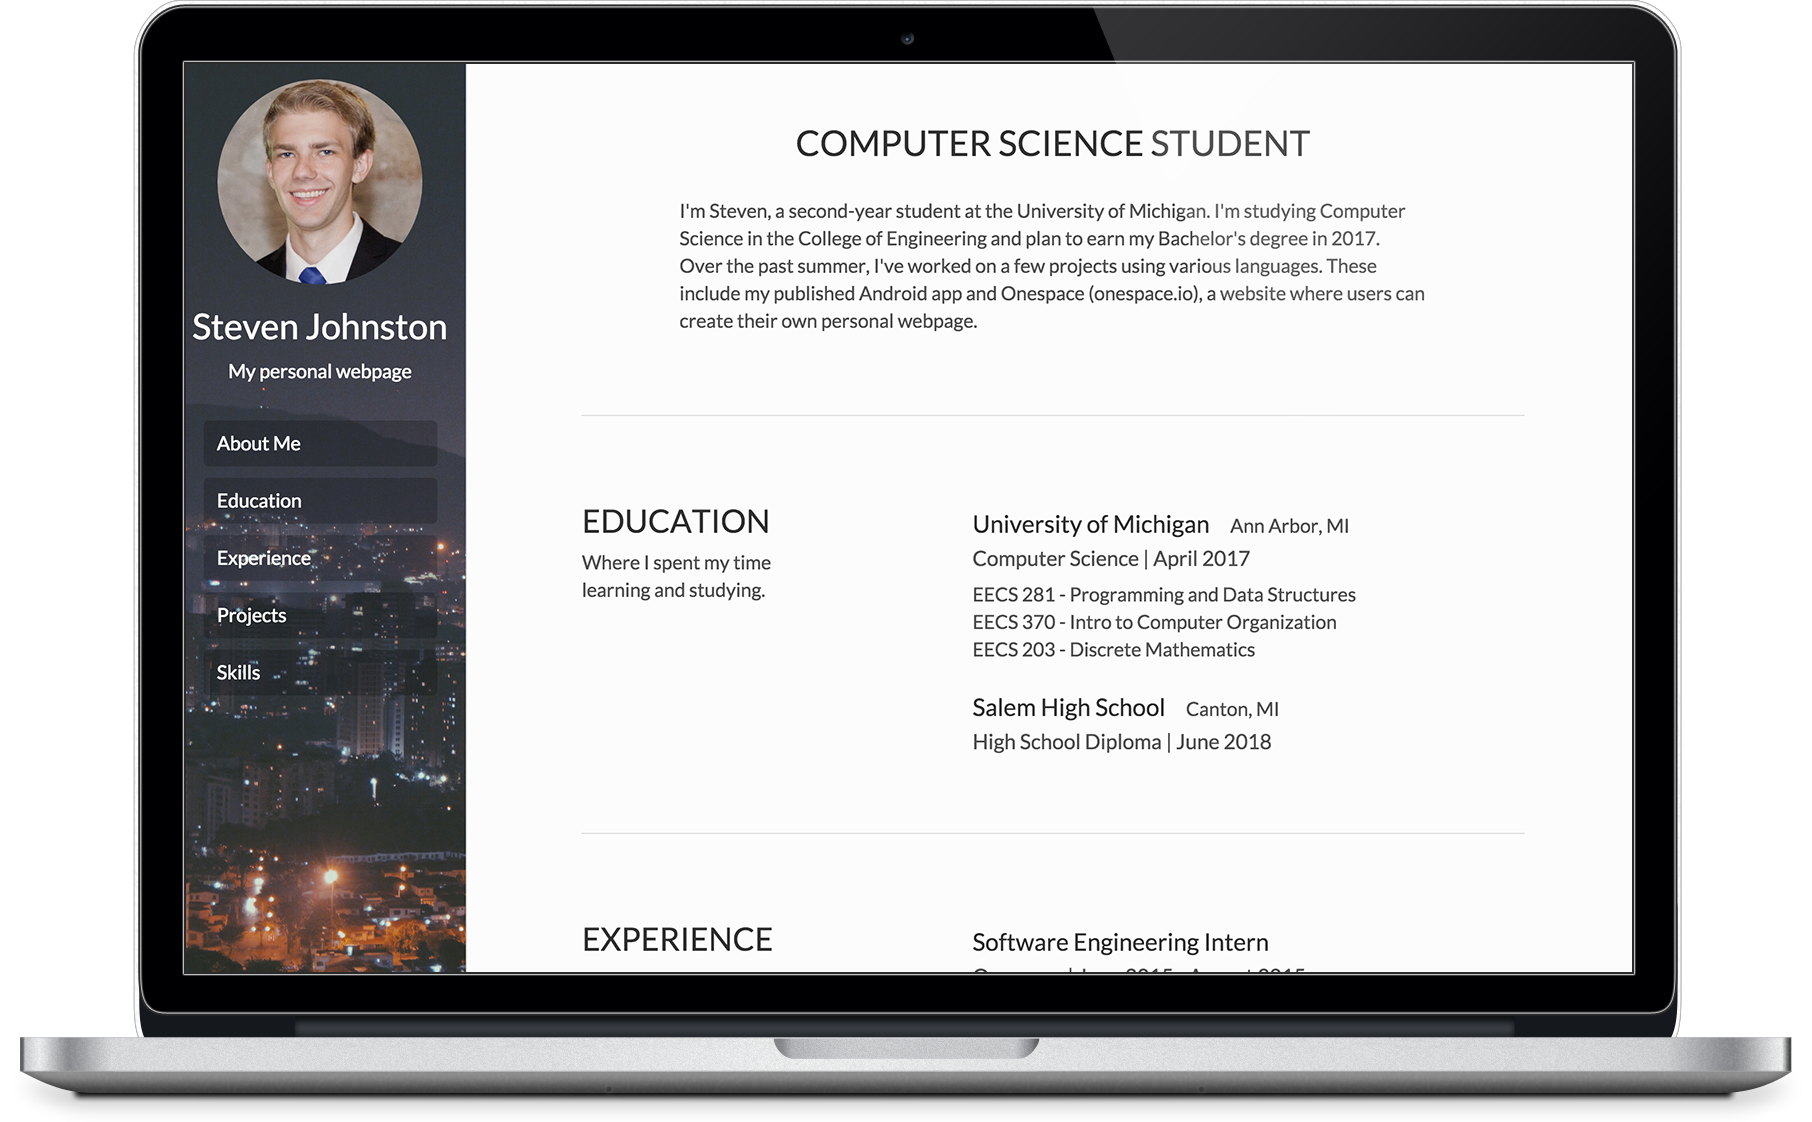 Steven Johnston
My personal webpage
About Me
Education
Experience
Projects
Skills
COMPUTER SCIENCE STUDENT
I'm Steven, a second-year student at the University of Michigan. I'm studying Computer
Science in the College of Engineering and plan to earn my Bachelor's degree in 2017.
Over the past summer, I've worked on a few projects using various languages. These
include my published Android app and Onespace (onespace.io), a website where users can
create their own personal webpage.
EDUCATION
Where I spent my time
learning and studying.
University of Michigan Ann Arbor, MI
Computer Science | April 2017
EECS 281 - Programming and Data Structures
EECS 370 - Intro to Computer Organization
EECS 203 - Discrete Mathematics
Salem High School Canton, MI
High School Diploma | June 2018
EXPERIENCE
Software Engineering Intern